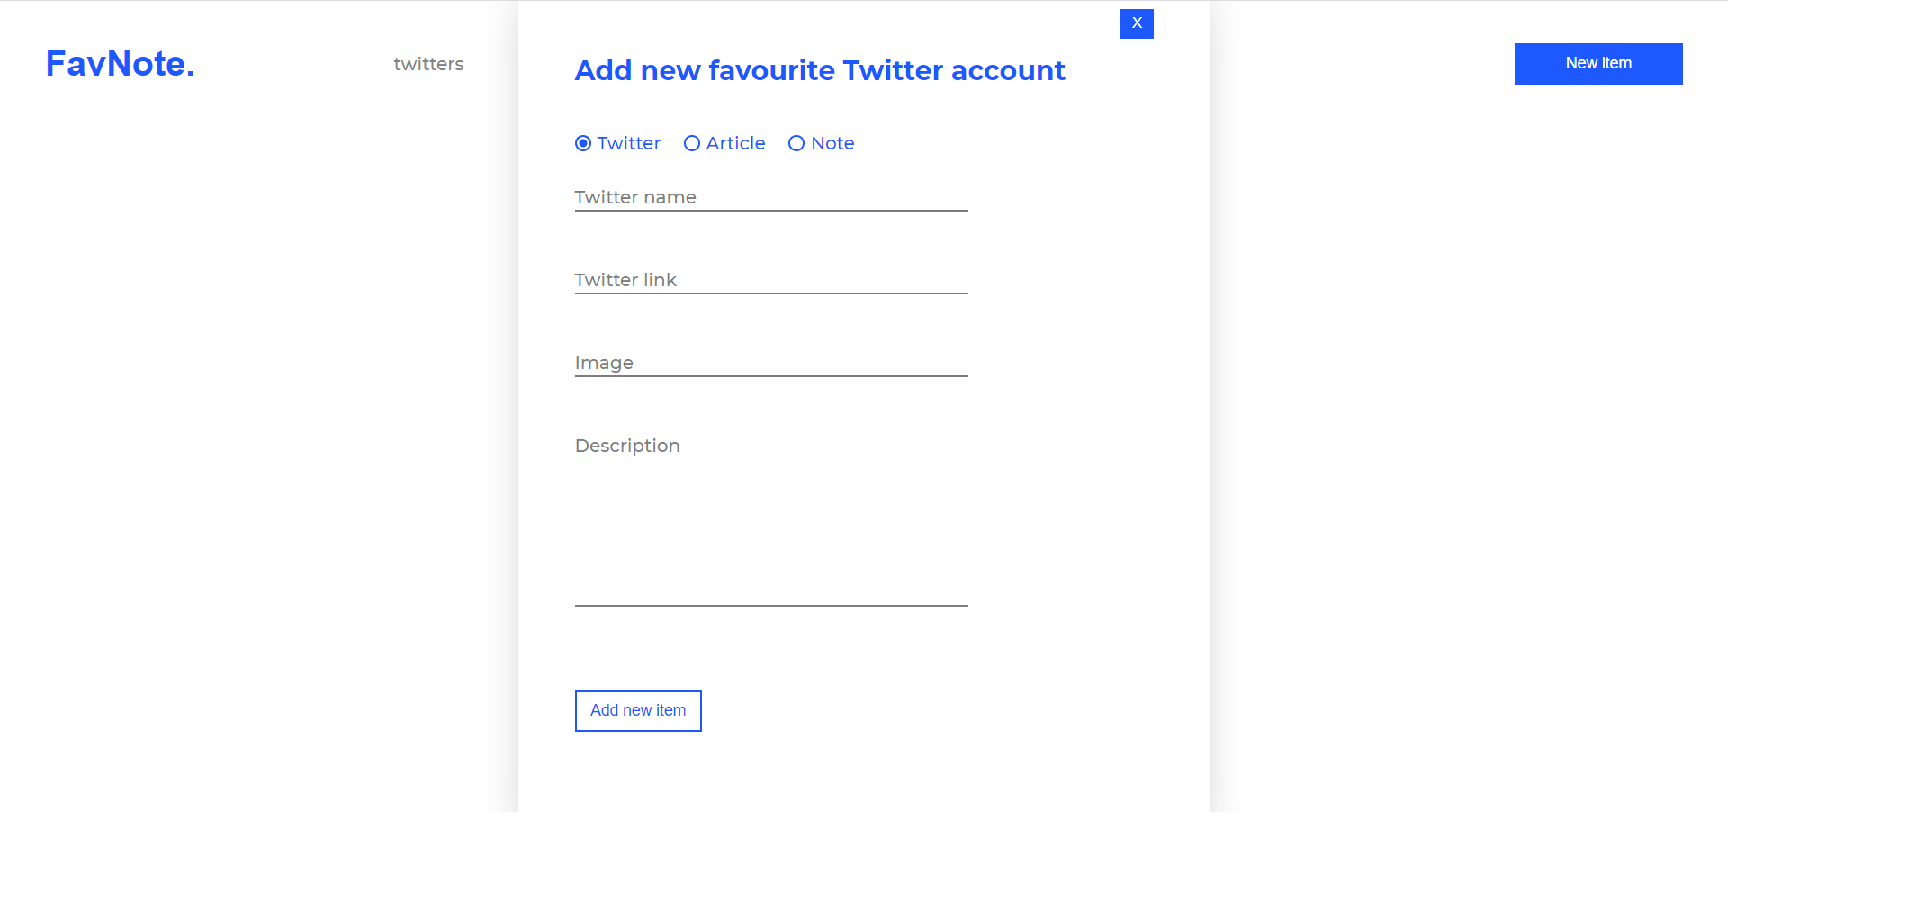 X
FavNote.
twitters
Add new favourite Twitter account
New Item
Twitter
Article
Note
Twitter name
Twitter link
Image
Description
Add new item